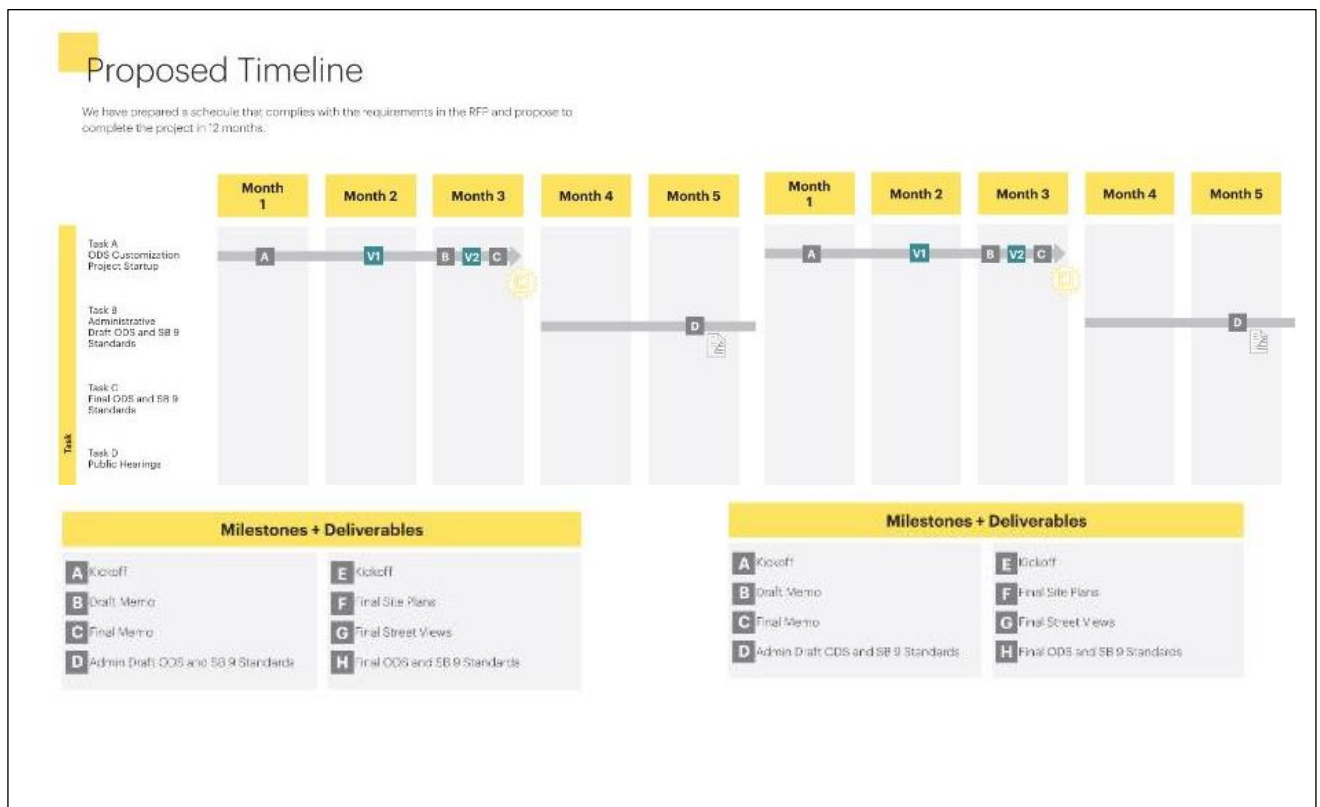 Proposed Timeline
We have prepared a schedule that complies with the requirements in the RFP and propose to
complete the project in 12 months.
Month
1
Month 2
Month 3
Month 4
Month 5
Month
1
Month 2
Month 3
Month 4
Month 5
Task
Task A
ODS Customization
Project Startup
A
V1
B
V2
C
A
V1
B
V2
C
Task B
Administrative
Draft ODS and SB 9
Standards
D
D
Task C
Final ODS and SB 9
Standards
Task D
Public Hearings
Milestones + Deliverables
A Kickoff
B Draft Memo
C Final Memo
D Admin Draft ODS and SB 9 Standards
E Kickoff
F Final Site Plans
G Final Street Views
H Final ODS and SB 9 Standards
Milestones + Deliverables
A Kickoff
B Draft Memo
C Final Memo
D Admin Draft ODS and SB 9 Standards
E Kickoff
F Final Site Plans
G Final Street Views
H Final ODS and SB 9 Standards